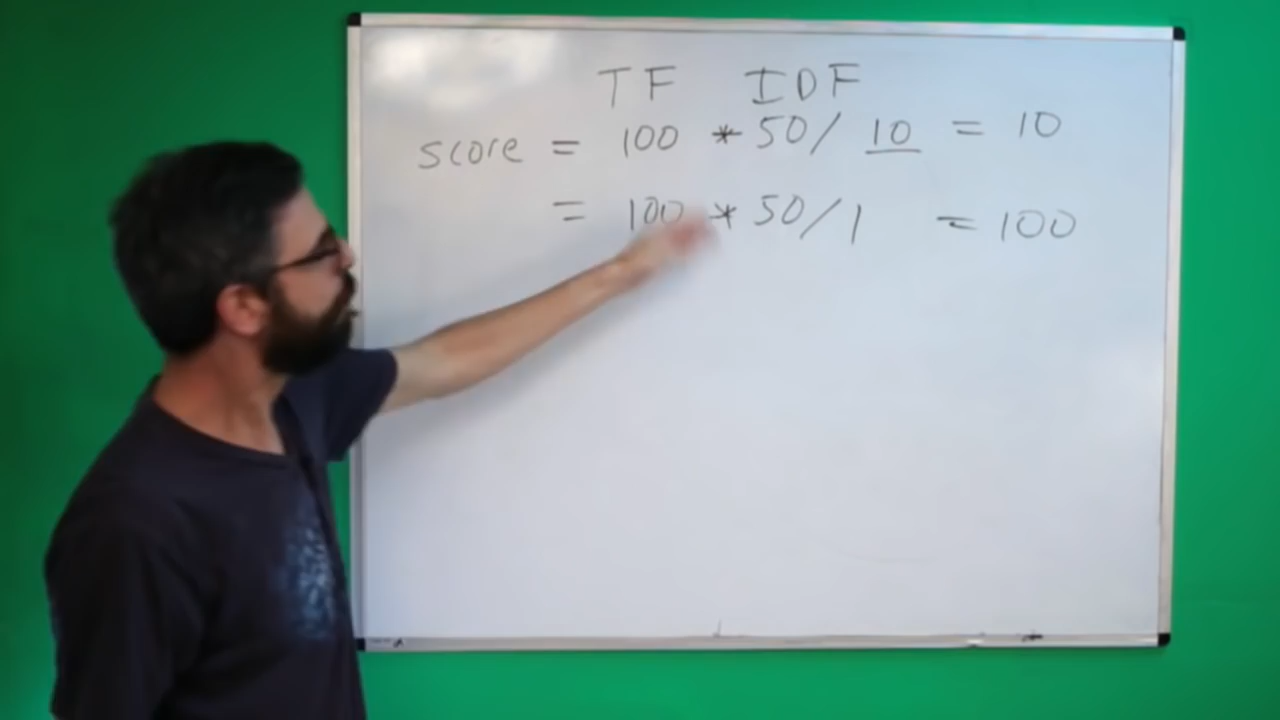 TF IDF
score = 100 * 50 / 10 = 10
= 100 * 50 / 1 = 100